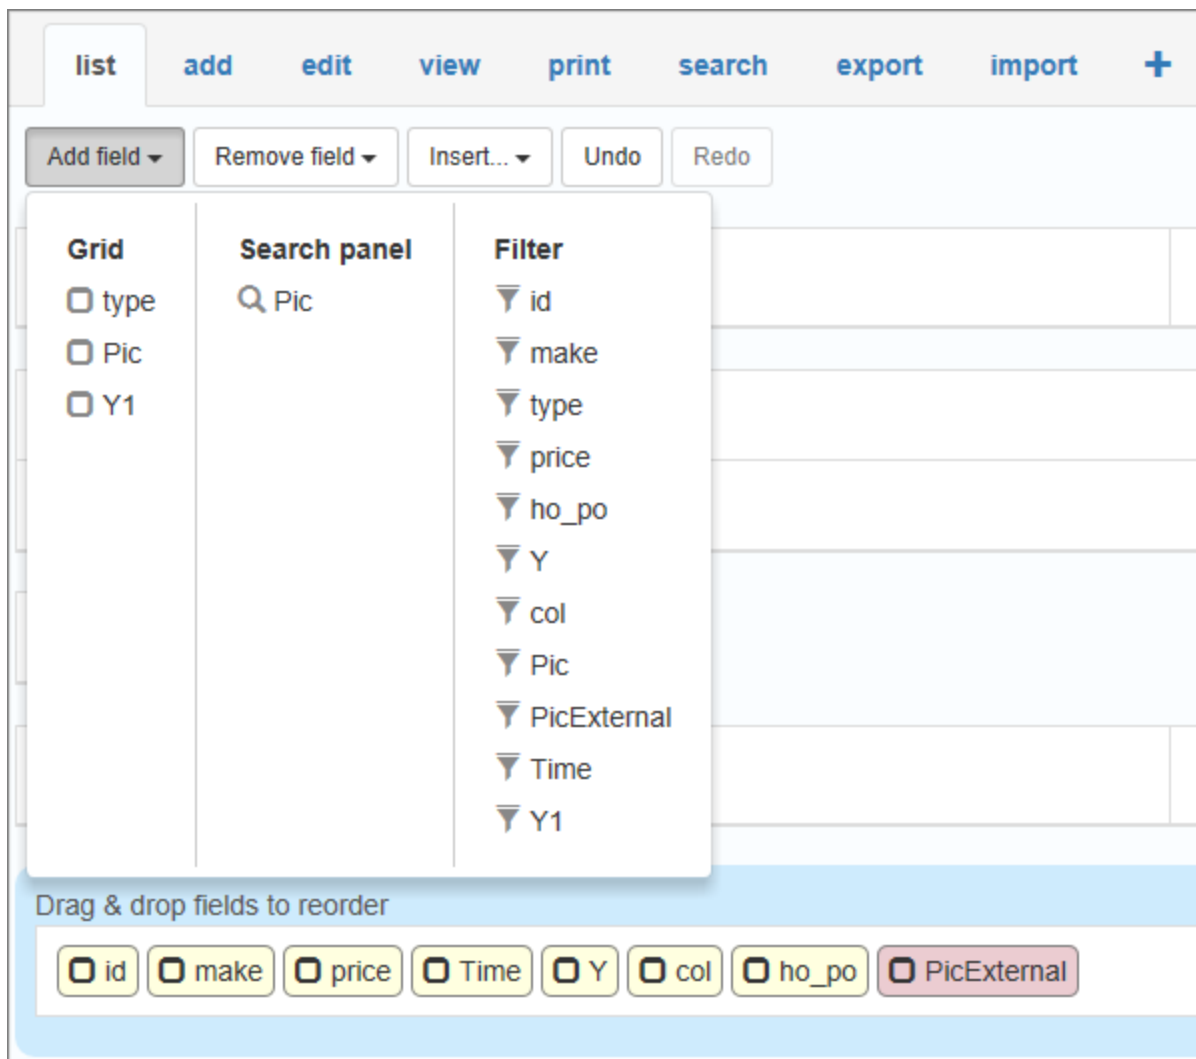 list add edit view print search export import +
Add field Remove field Insert... Undo Redo
Grid
type
Pic
Y1
Search panel
Pic
Filter
id
make
type
price
ho_po
Y
col
Pic
PicExternal
Time
Y1
Drag & drop fields to reorder
id make price Time Y col ho_po PicExternal